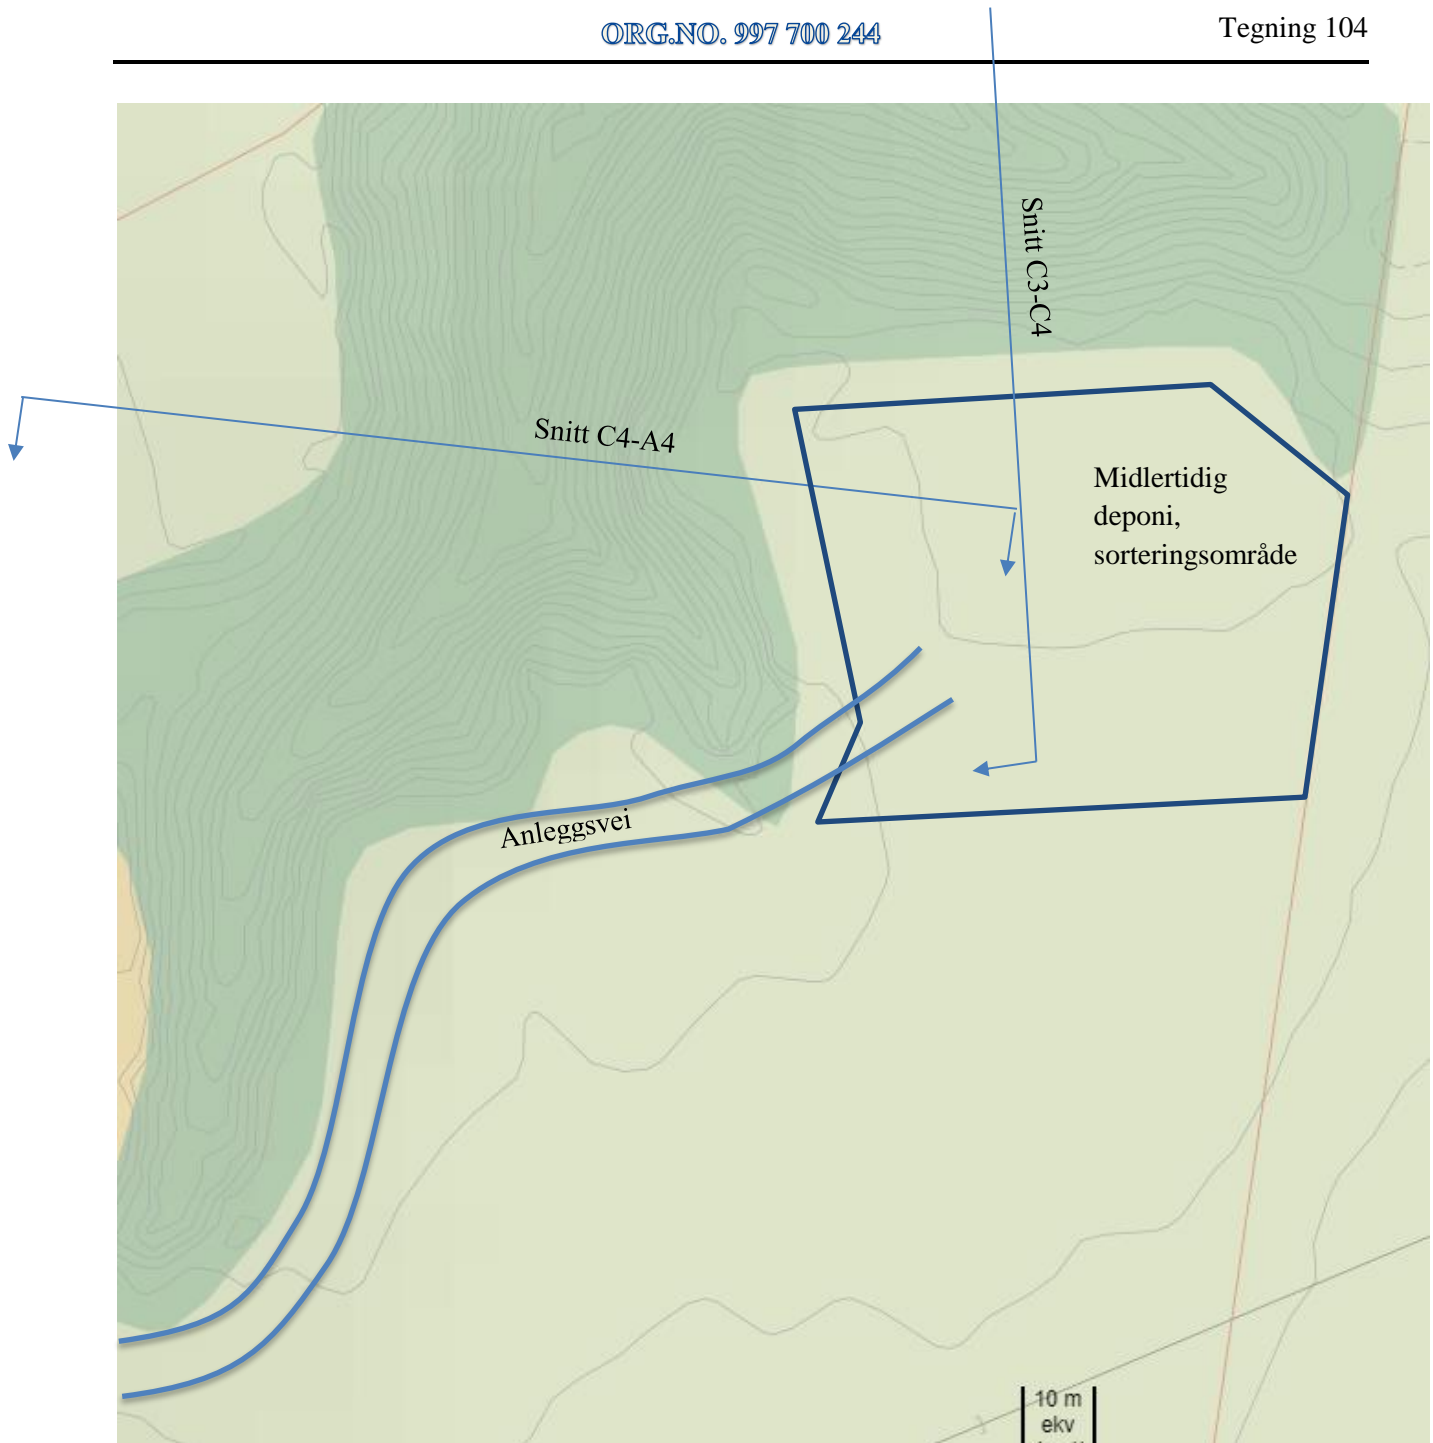 ORG.NO. 997 700 244
Tegning 104
Snitt C3-C4
Snitt C4-A4
Midlertidig
deponi,
sorteringsområde
Anleggsvei
10 m
ekv